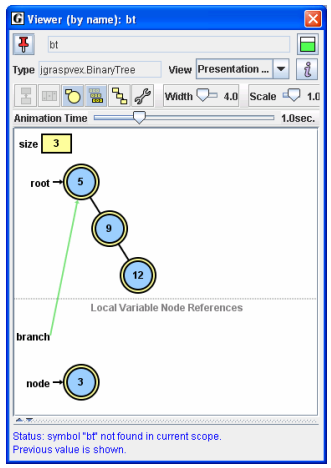 Viewer (by name): bt
bt
Type jgraspvex.BinaryTree View Presentation ...
Width 4.0 Scale 1.0
Animation Time 1.0sec.
size 3
root 5
9
12
Local Variable Node References
branch
node 3
Status: symbol "bt" not found in current scope.
Previous value is shown.